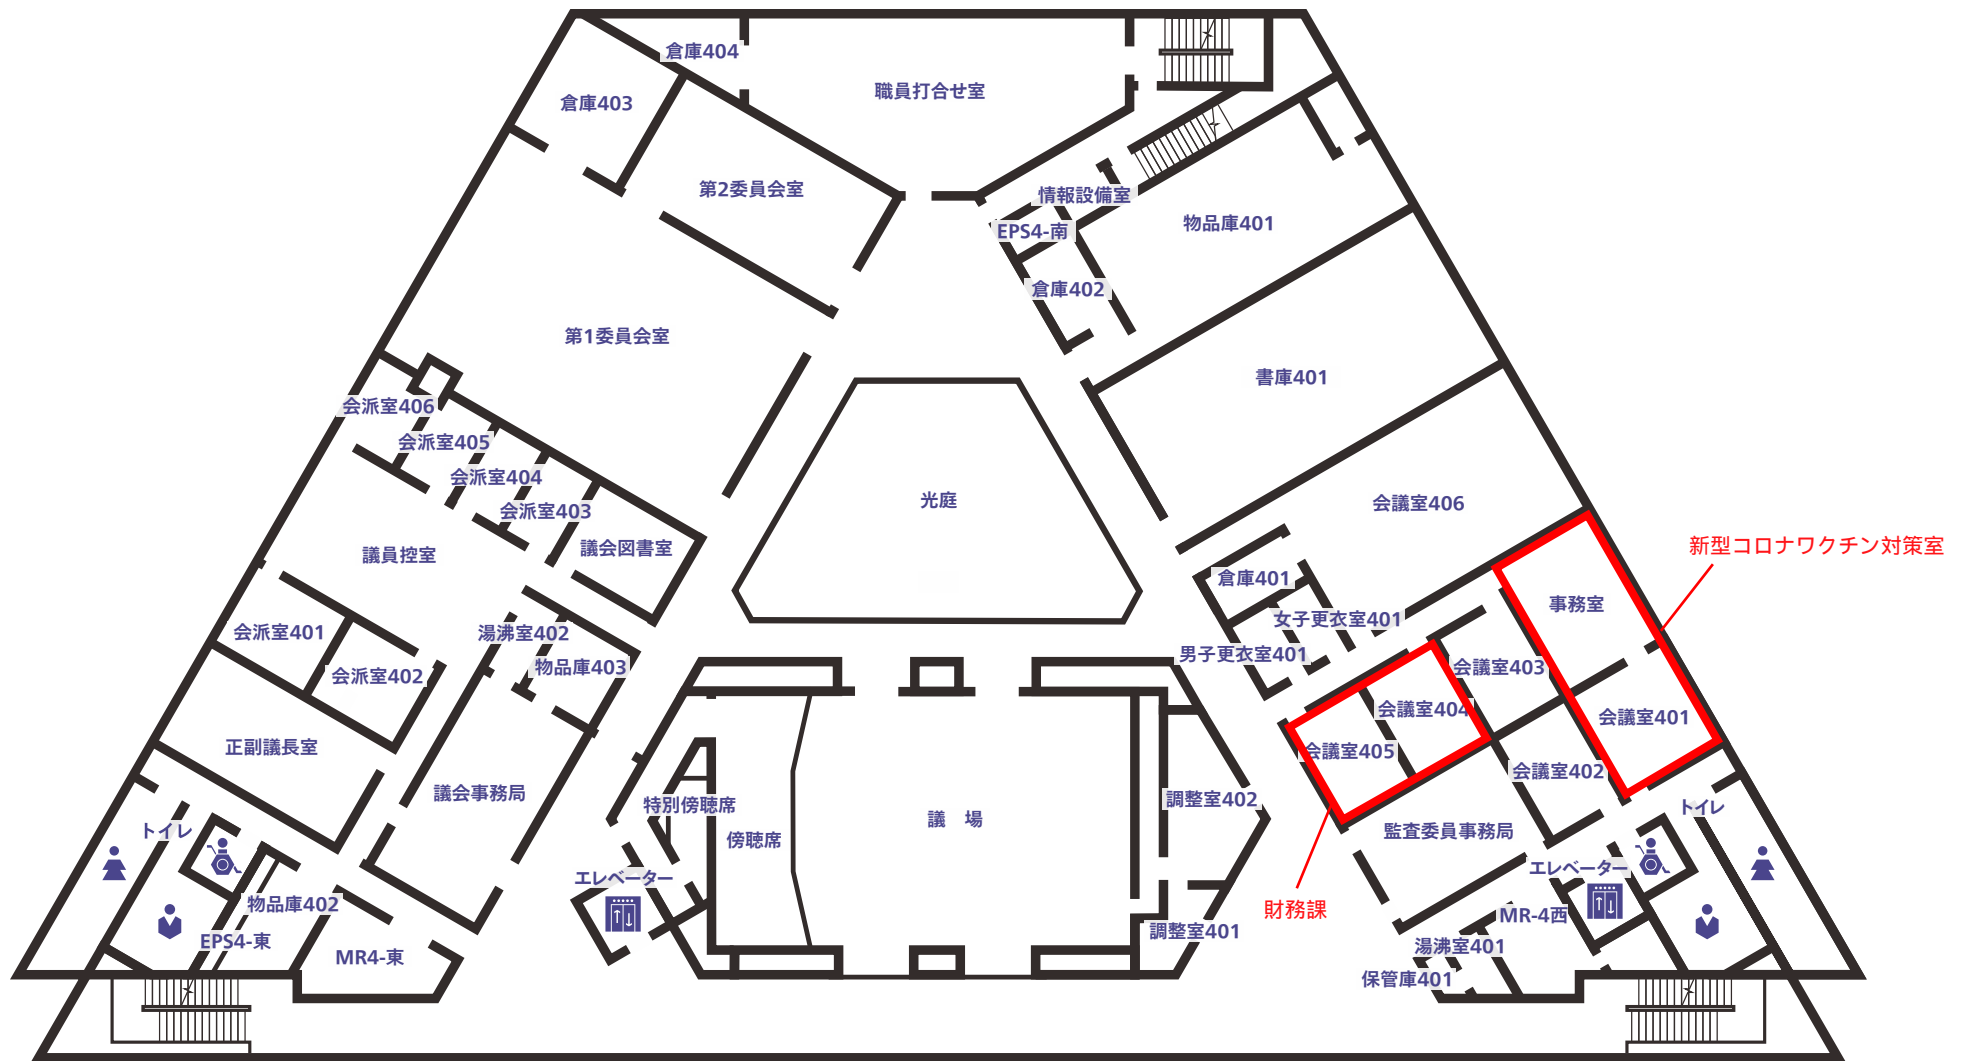 倉庫404
職員打合せ室
倉庫403
第2委員会室
情報設備室
EPS4-南
物品庫401
倉庫402
第1委員会室
書庫401
会派室406
会派室405
会派室404
会派室403
光庭
会議室406
新型コロナワクチン対策室
議員控室
議会図書室
倉庫401
事務室
女子更衣室401
会派室401
湯沸室402
男子更衣室401
物品庫403
会議室403
会派室402
会議室404
会議室401
正副議長室
会議室405
会議室402
議会事務局
特別傍聴席
調整室402
トイレ
議　場
トイレ
監査委員事務局
傍聴席
エレベーター
エレベーター
物品庫402
財務課
MR-4西
EPS4-東
調整室401
MR4-東
湯沸室401
保管庫401